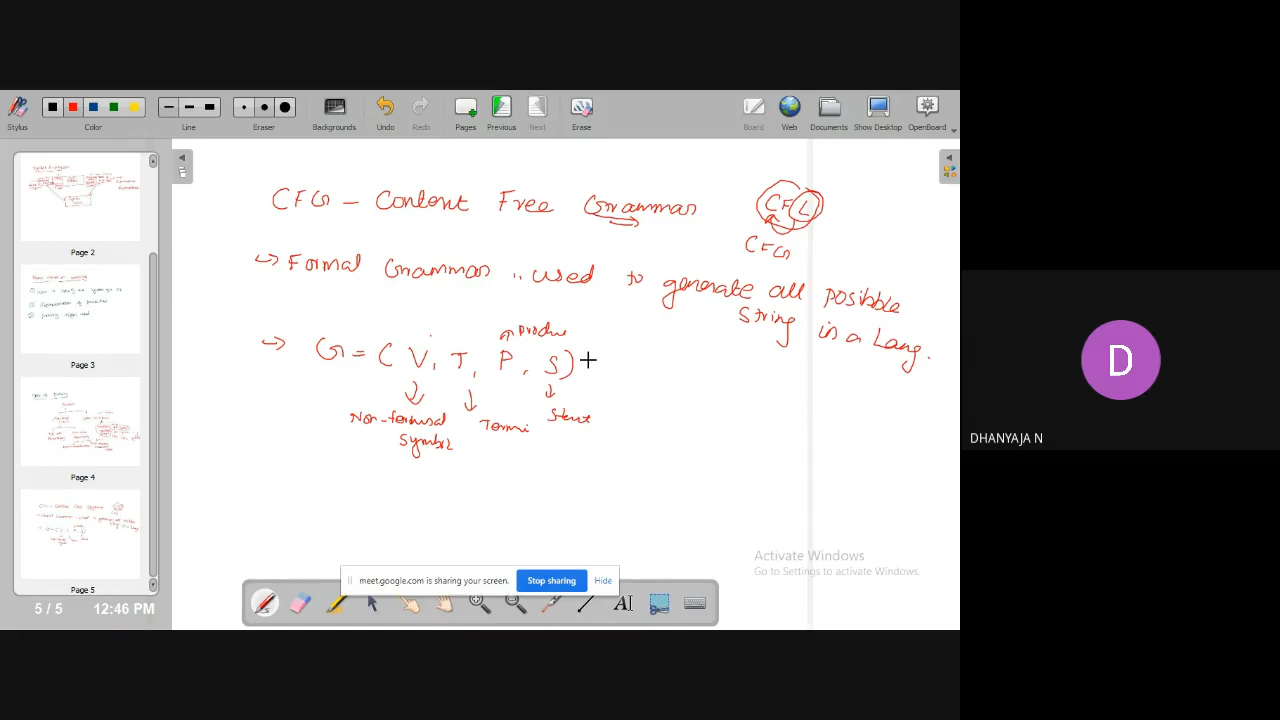 Stylus
Color
Line
Eraser
Backgrounds
Undo
Redo
Pages
Previous
Next
Erase
Board
Web
Documents
Show Desktop
OpenBoard
CFG - Content Free Grammar
CFL
CFG
Formal Grammar used to generate all posibble
String in a Lang.
G = ( V, T, P, S)
Produc
Non-terminal
Symbol
Termi
Start
Page 2
Page 3
Page 4
Page 5
5 / 5 12:46 PM
meet.google.com is sharing your screen. Stop sharing Hide
Activate Windows
Go to Settings to activate Windows.
D
DHANYAJA N